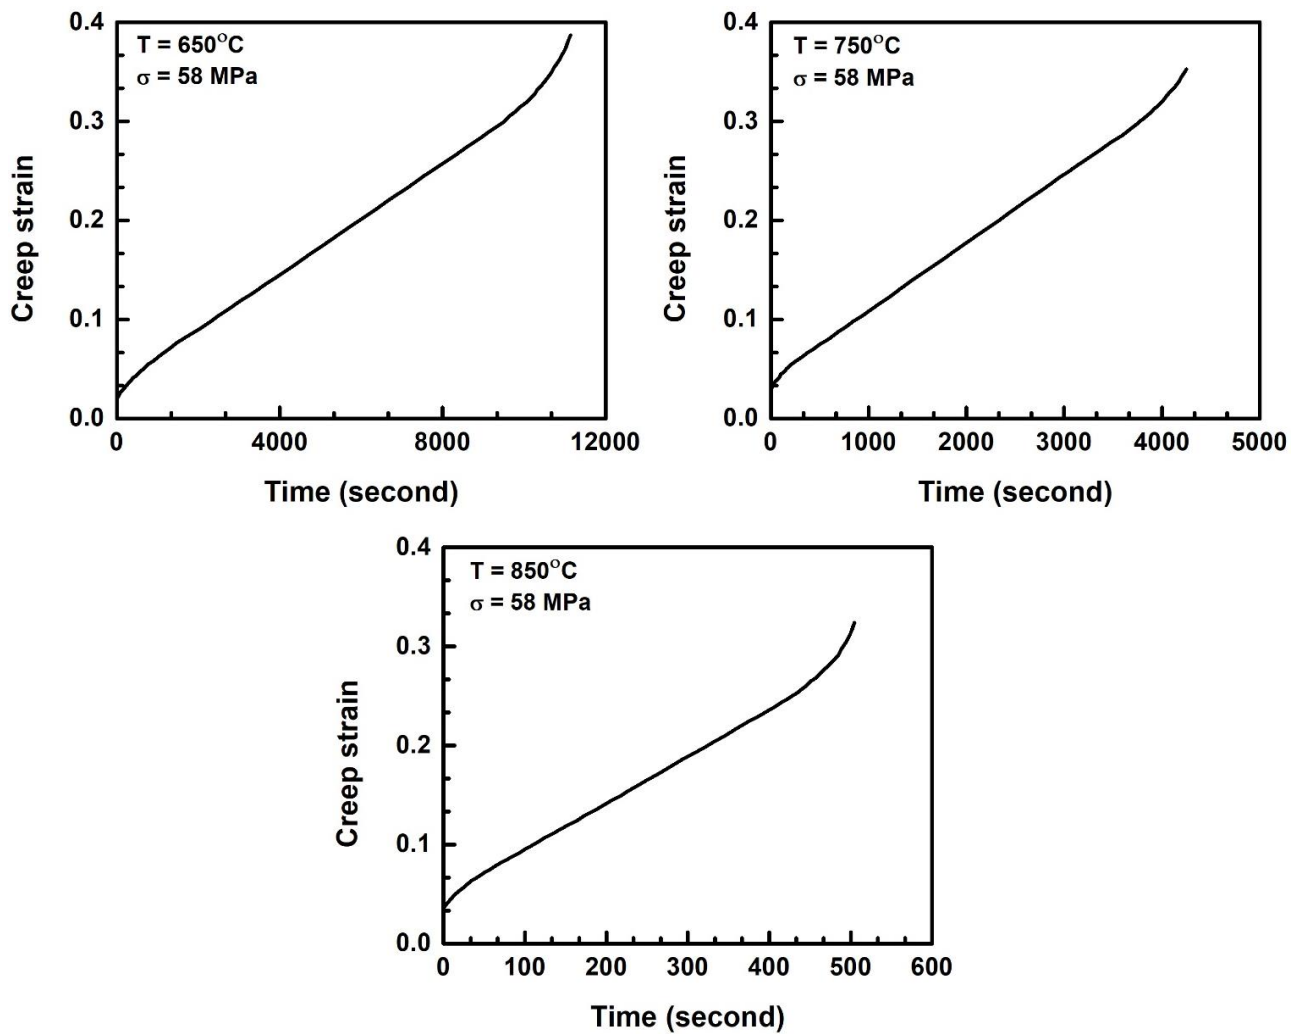 T = 650°C
σ = 58 MPa
0.4
0.3
0.2
0.1
0.0
Creep strain
0 4000 8000 12000
Time (second)
T = 750°C
σ = 58 MPa
0.4
0.3
0.2
0.1
0.0
Creep strain
0 1000 2000 3000 4000 5000
Time (second)
T = 850°C
σ = 58 MPa
0.4
0.3
0.2
0.1
0.0
Creep strain
0 100 200 300 400 500 600
Time (second)